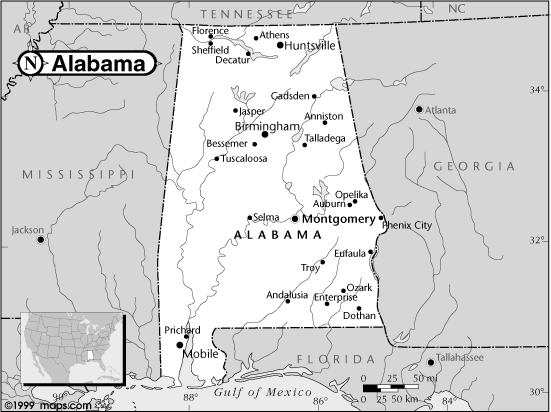 TENNESSEE
NC
AR
Florence
Athens
Huntsville
Sheffield
Decatur
N Alabama
34°
Gadsden
Jasper
Anniston
Atlanta
Birmingham
Bessemer
Talladega
Tuscaloosa
GEORGIA
MISSISSIPPI
Opelika
Auburn
Selma
Montgomery
Phenix City
Jackson
ALABAMA
32°
Eufaula
Troy
Ozark
Andalusia
Enterprise
Dothan
Prichard
Mobile
FLORIDA
Tallahassee
0 25 50 mi
0 25 50 km
Gulf of Mexico
90°
88°
86°
84°
©1999 maps.com